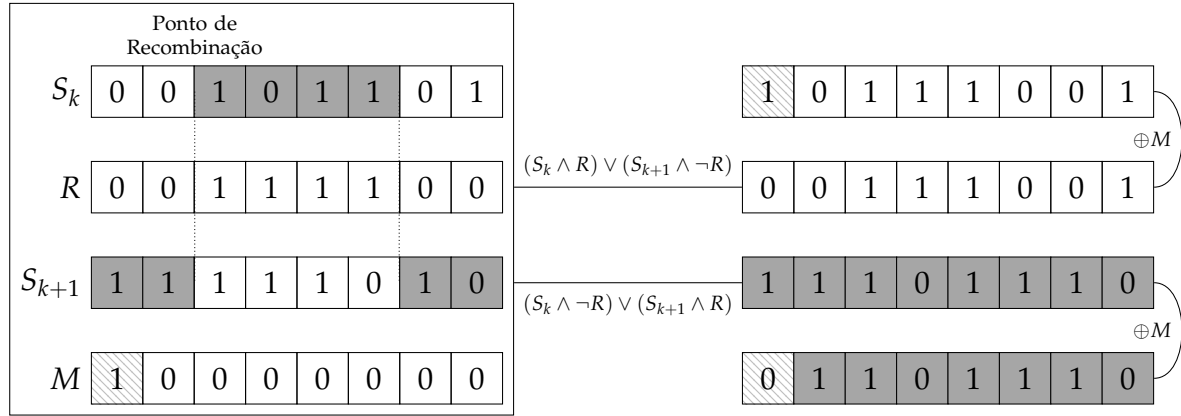 Ponto de
Recombinação
S_k 0 0 1 0 1 1 0 1
1 0 1 1 1 0 0 1
⊕M
(S_k ∧ R) ∨ (S_{k+1} ∧ ¬R)
R 0 0 1 1 1 1 0 0
0 0 1 1 1 0 0 1
S_{k+1} 1 1 1 1 1 0 1 0
1 1 1 0 1 1 1 0
(S_k ∧ ¬R) ∨ (S_{k+1} ∧ R)
⊕M
M 1 0 0 0 0 0 0 0
0 1 1 0 1 1 1 0